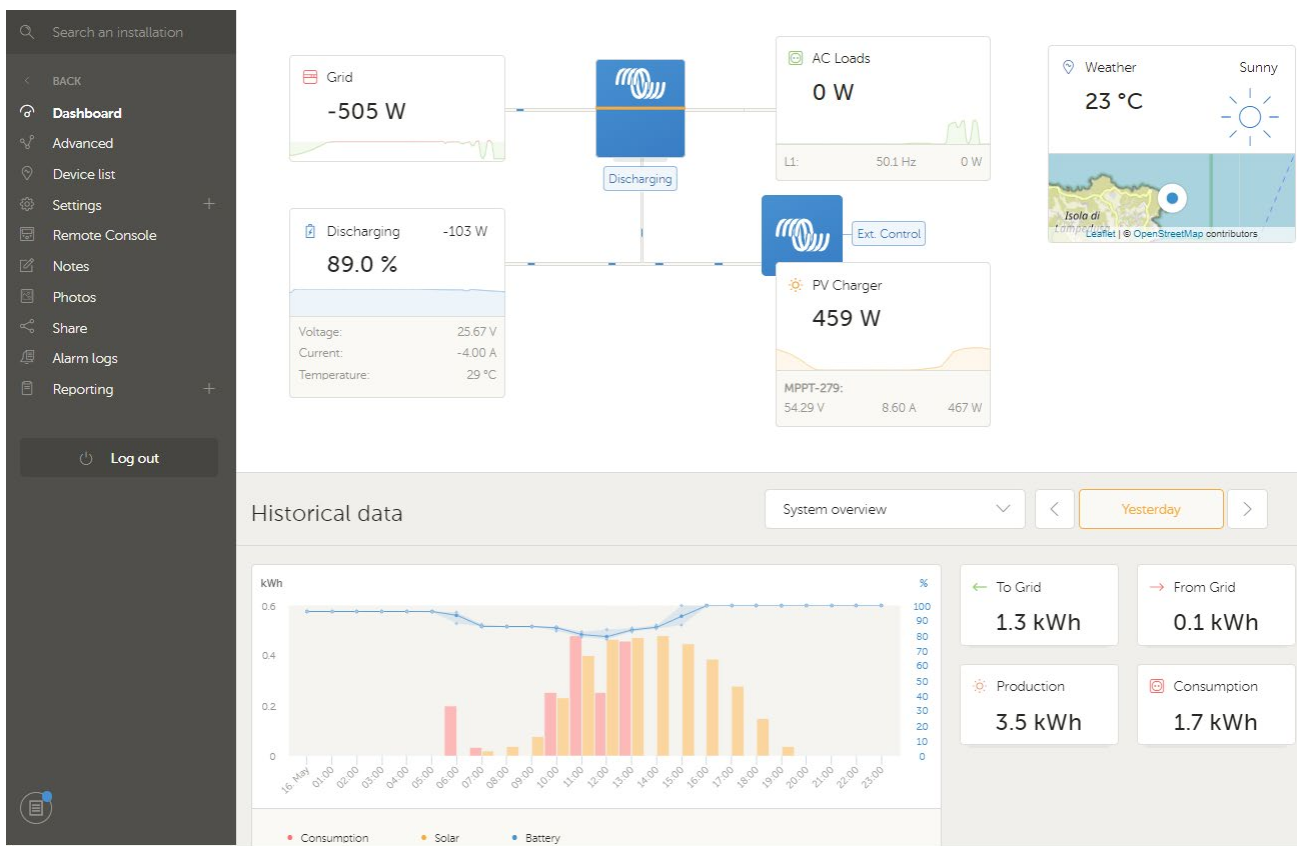 Search an installation
BACK
Dashboard
Advanced
Device list
Settings
Remote Console
Notes
Photos
Share
Alarm logs
Reporting
Log out
Grid
-505 W
Discharging
AC Loads
0 W
L1: 50.1 Hz 0 W
Discharging -103 W
89.0 %
Voltage: 25.67 V
Current: -4.00 A
Temperature: 29 °C
Ext. Control
PV Charger
459 W
MPPT-279:
54.29 V 8.60 A 467 W
Weather Sunny
23 °C
Isola di
Leaflet | © OpenStreetMap contributors
Historical data
System overview
Yesterday
kWh %
0.6
0.4
0.2
0
100
90
80
70
60
50
40
30
20
10
0
16. May 01:00 02:00 03:00 04:00 05:00 06:00 07:00 08:00 09:00 10:00 11:00 12:00 13:00 14:00 15:00 16:00 17:00 18:00 19:00 20:00 21:00 22:00 23:00
Consumption Solar Battery
To Grid
1.3 kWh
From Grid
0.1 kWh
Production
3.5 kWh
Consumption
1.7 kWh